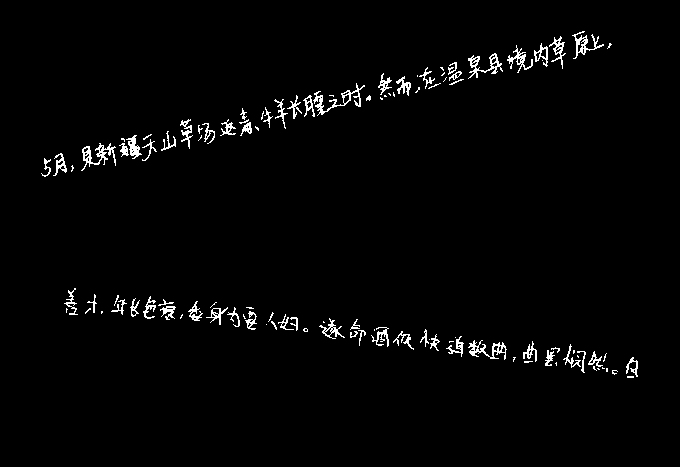 5月,是新疆天山草场返青、牛羊长膘之时。然而,在温泉县境内草原上,
善才,年长色衰,委身为贾人妇。遂命酒使快弹数曲,曲罢悯然。自